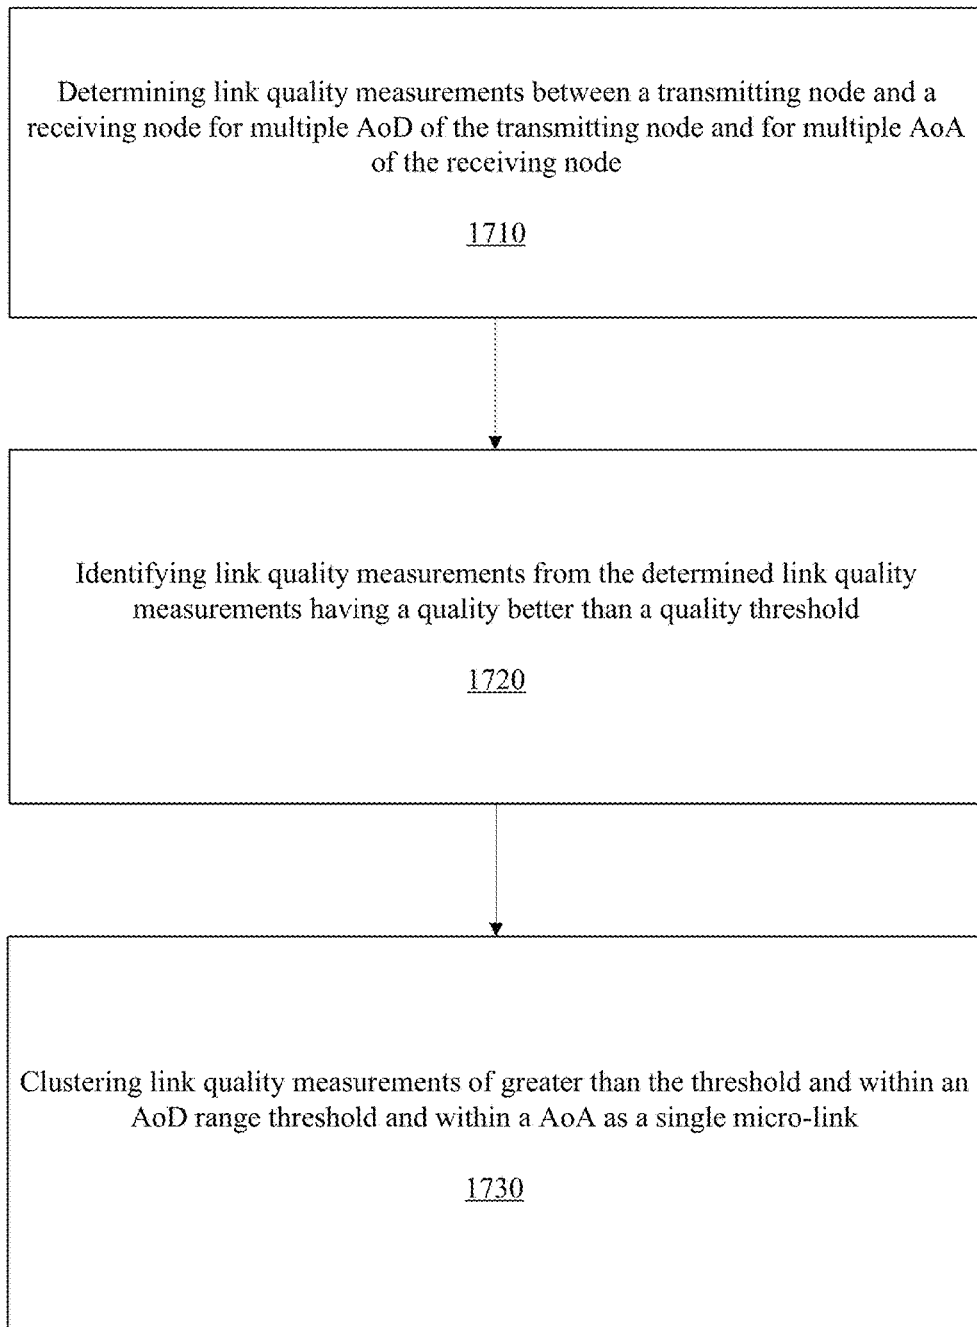 Determining link quality measurements between a transmitting node and a
receiving node for multiple AoD of the transmitting node and for multiple AoA
of the receiving node
1710
Identifying link quality measurements from the determined link quality
measurements having a quality better than a quality threshold
1720
Clustering link quality measurements of greater than the threshold and within an
AoD range threshold and within a AoA as a single micro-link
1730